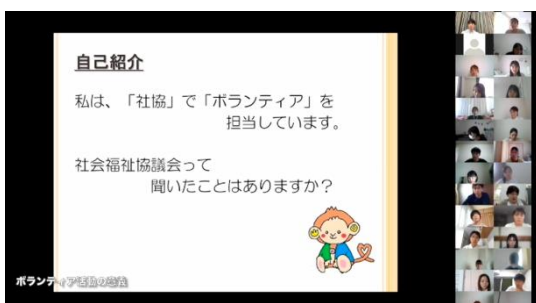 自己紹介
私は、「社協」で「ボランティア」を
担当しています。
社会福祉協議会って
聞いたことはありますか？
ボランティア活動の意義